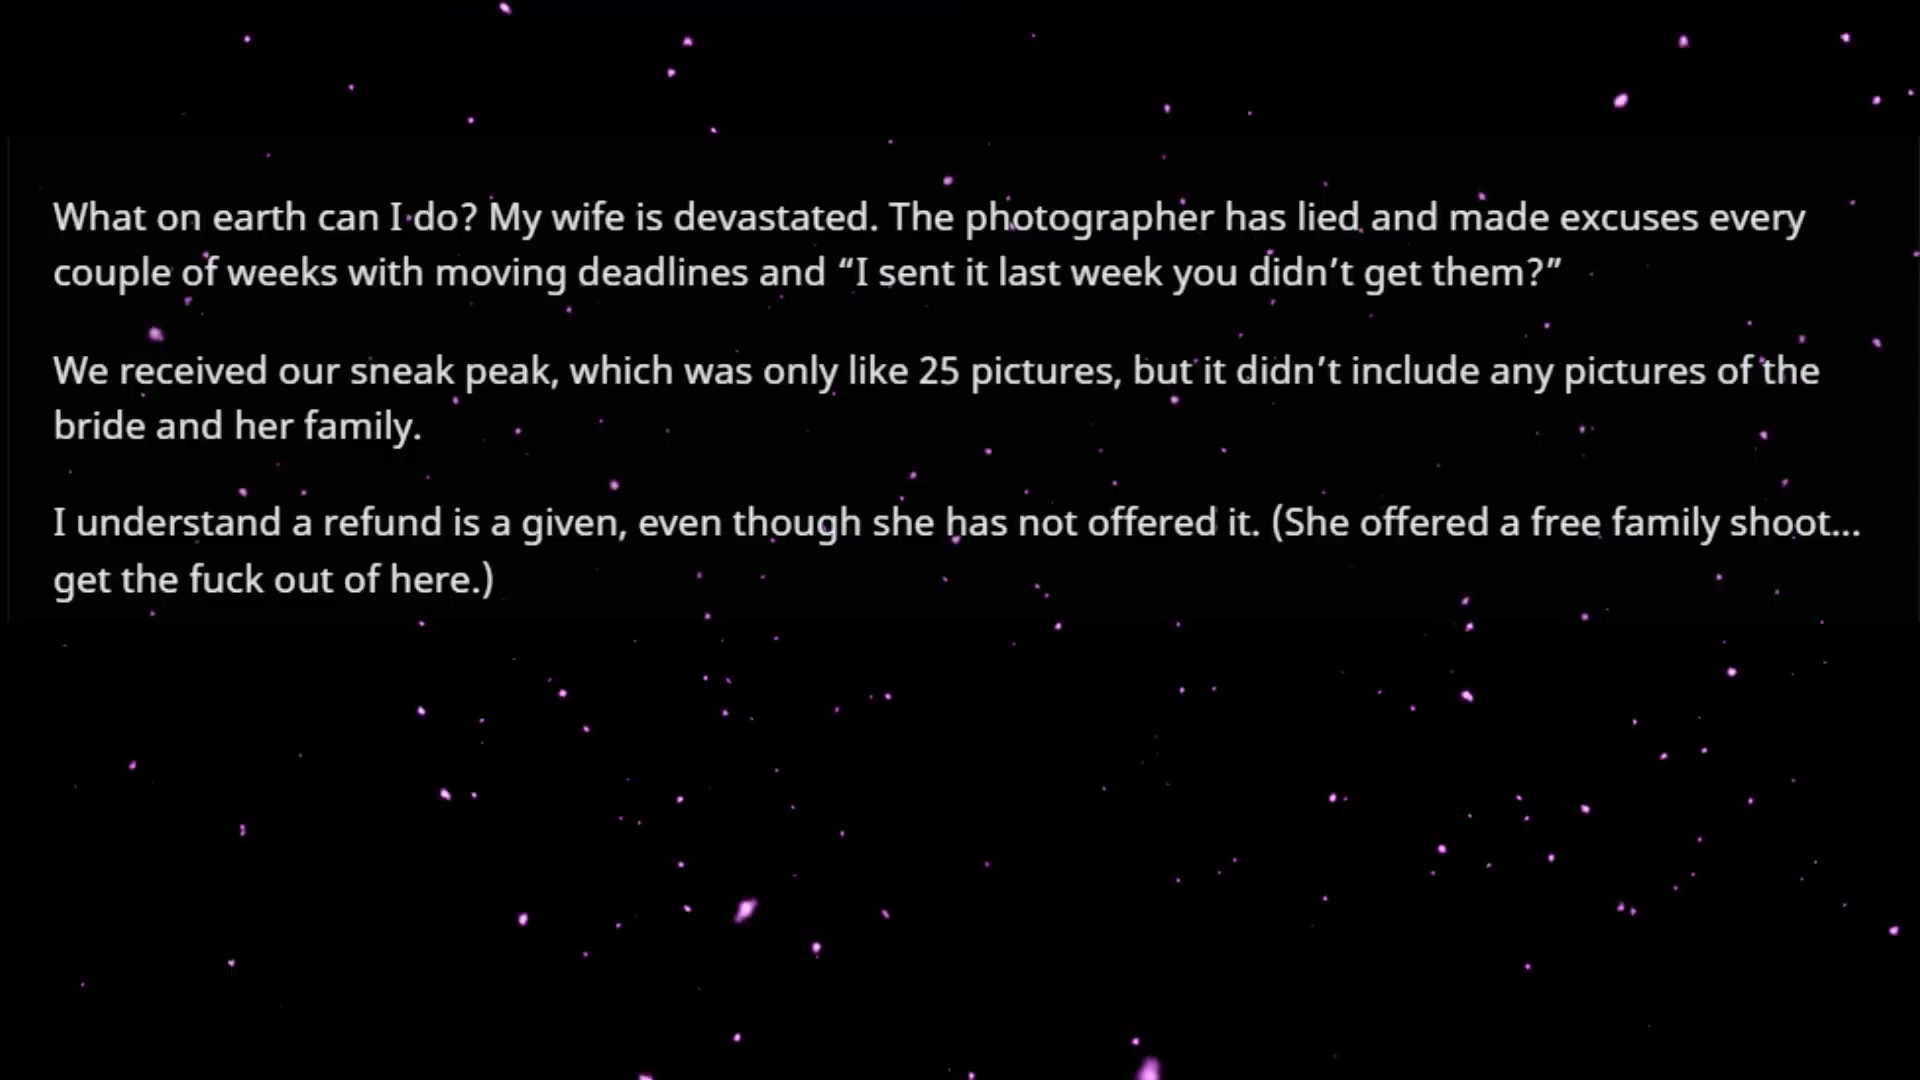 What on earth can I do? My wife is devastated. The photographer has lied and made excuses every
couple of weeks with moving deadlines and “I sent it last week you didn’t get them?”
We received our sneak peak, which was only like 25 pictures, but it didn’t include any pictures of the
bride and her family.
I understand a refund is a given, even though she has not offered it. (She offered a free family shoot...
get the fuck out of here.)